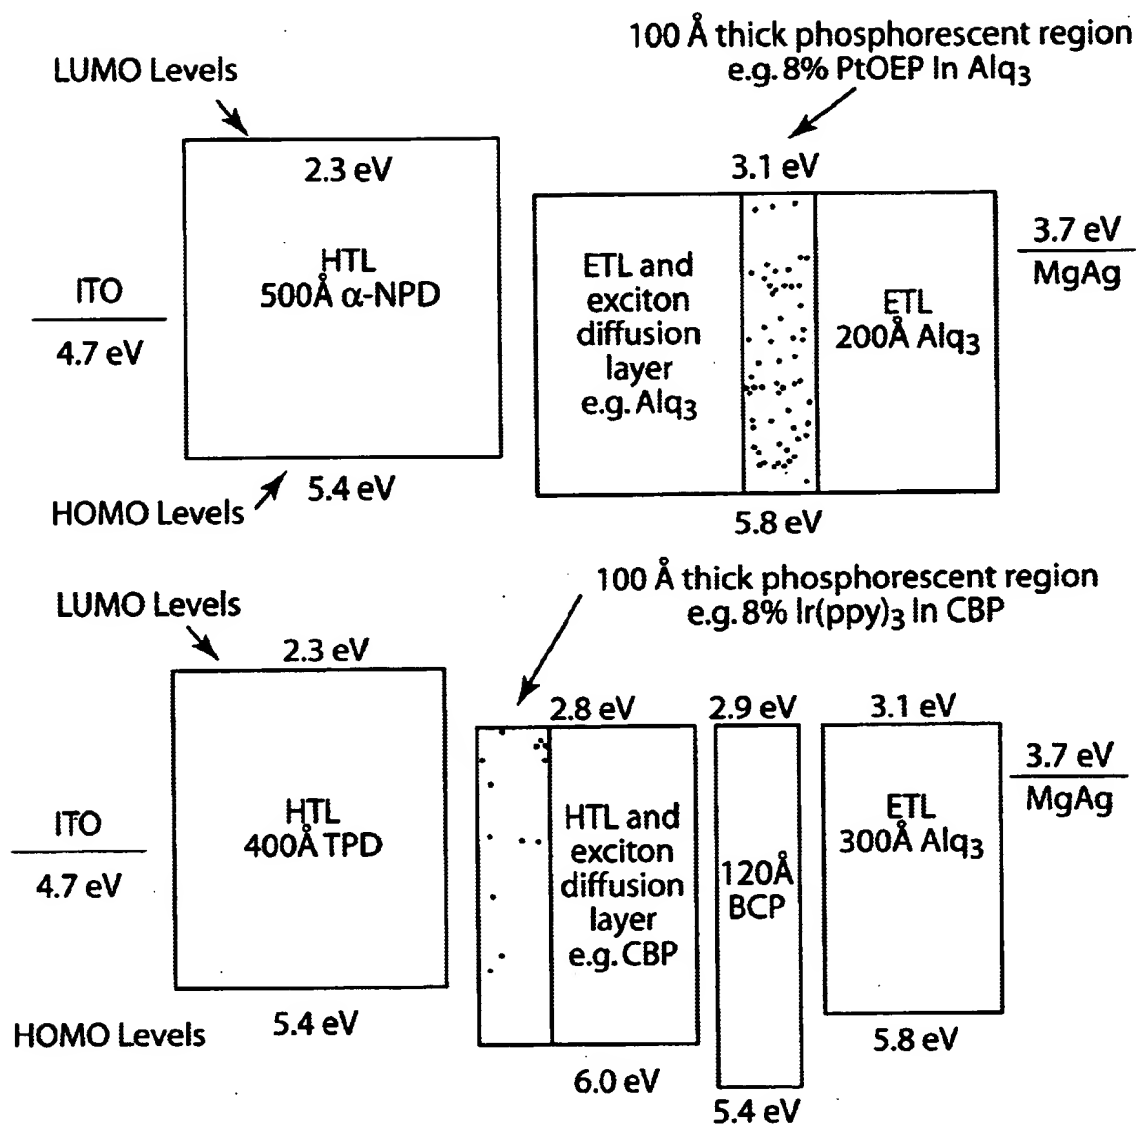 100 Å thick phosphorescent region
e.g. 8% PtOEP In Alq3
LUMO Levels
2.3 eV
3.1 eV
HTL
500Å α-NPD
ETL and
exciton
diffusion
layer
e.g. Alq3
ETL
200Å Alq3
3.7 eV
MgAg
ITO
4.7 eV
5.4 eV
HOMO Levels
5.8 eV
100 Å thick phosphorescent region
e.g. 8% Ir(ppy)3 In CBP
LUMO Levels
2.3 eV
2.8 eV
2.9 eV
3.1 eV
3.7 eV
MgAg
HTL
400Å TPD
HTL and
exciton
diffusion
layer
e.g. CBP
120Å
BCP
ETL
300Å Alq3
ITO
4.7 eV
HOMO Levels
5.4 eV
6.0 eV
5.4 eV
5.8 eV